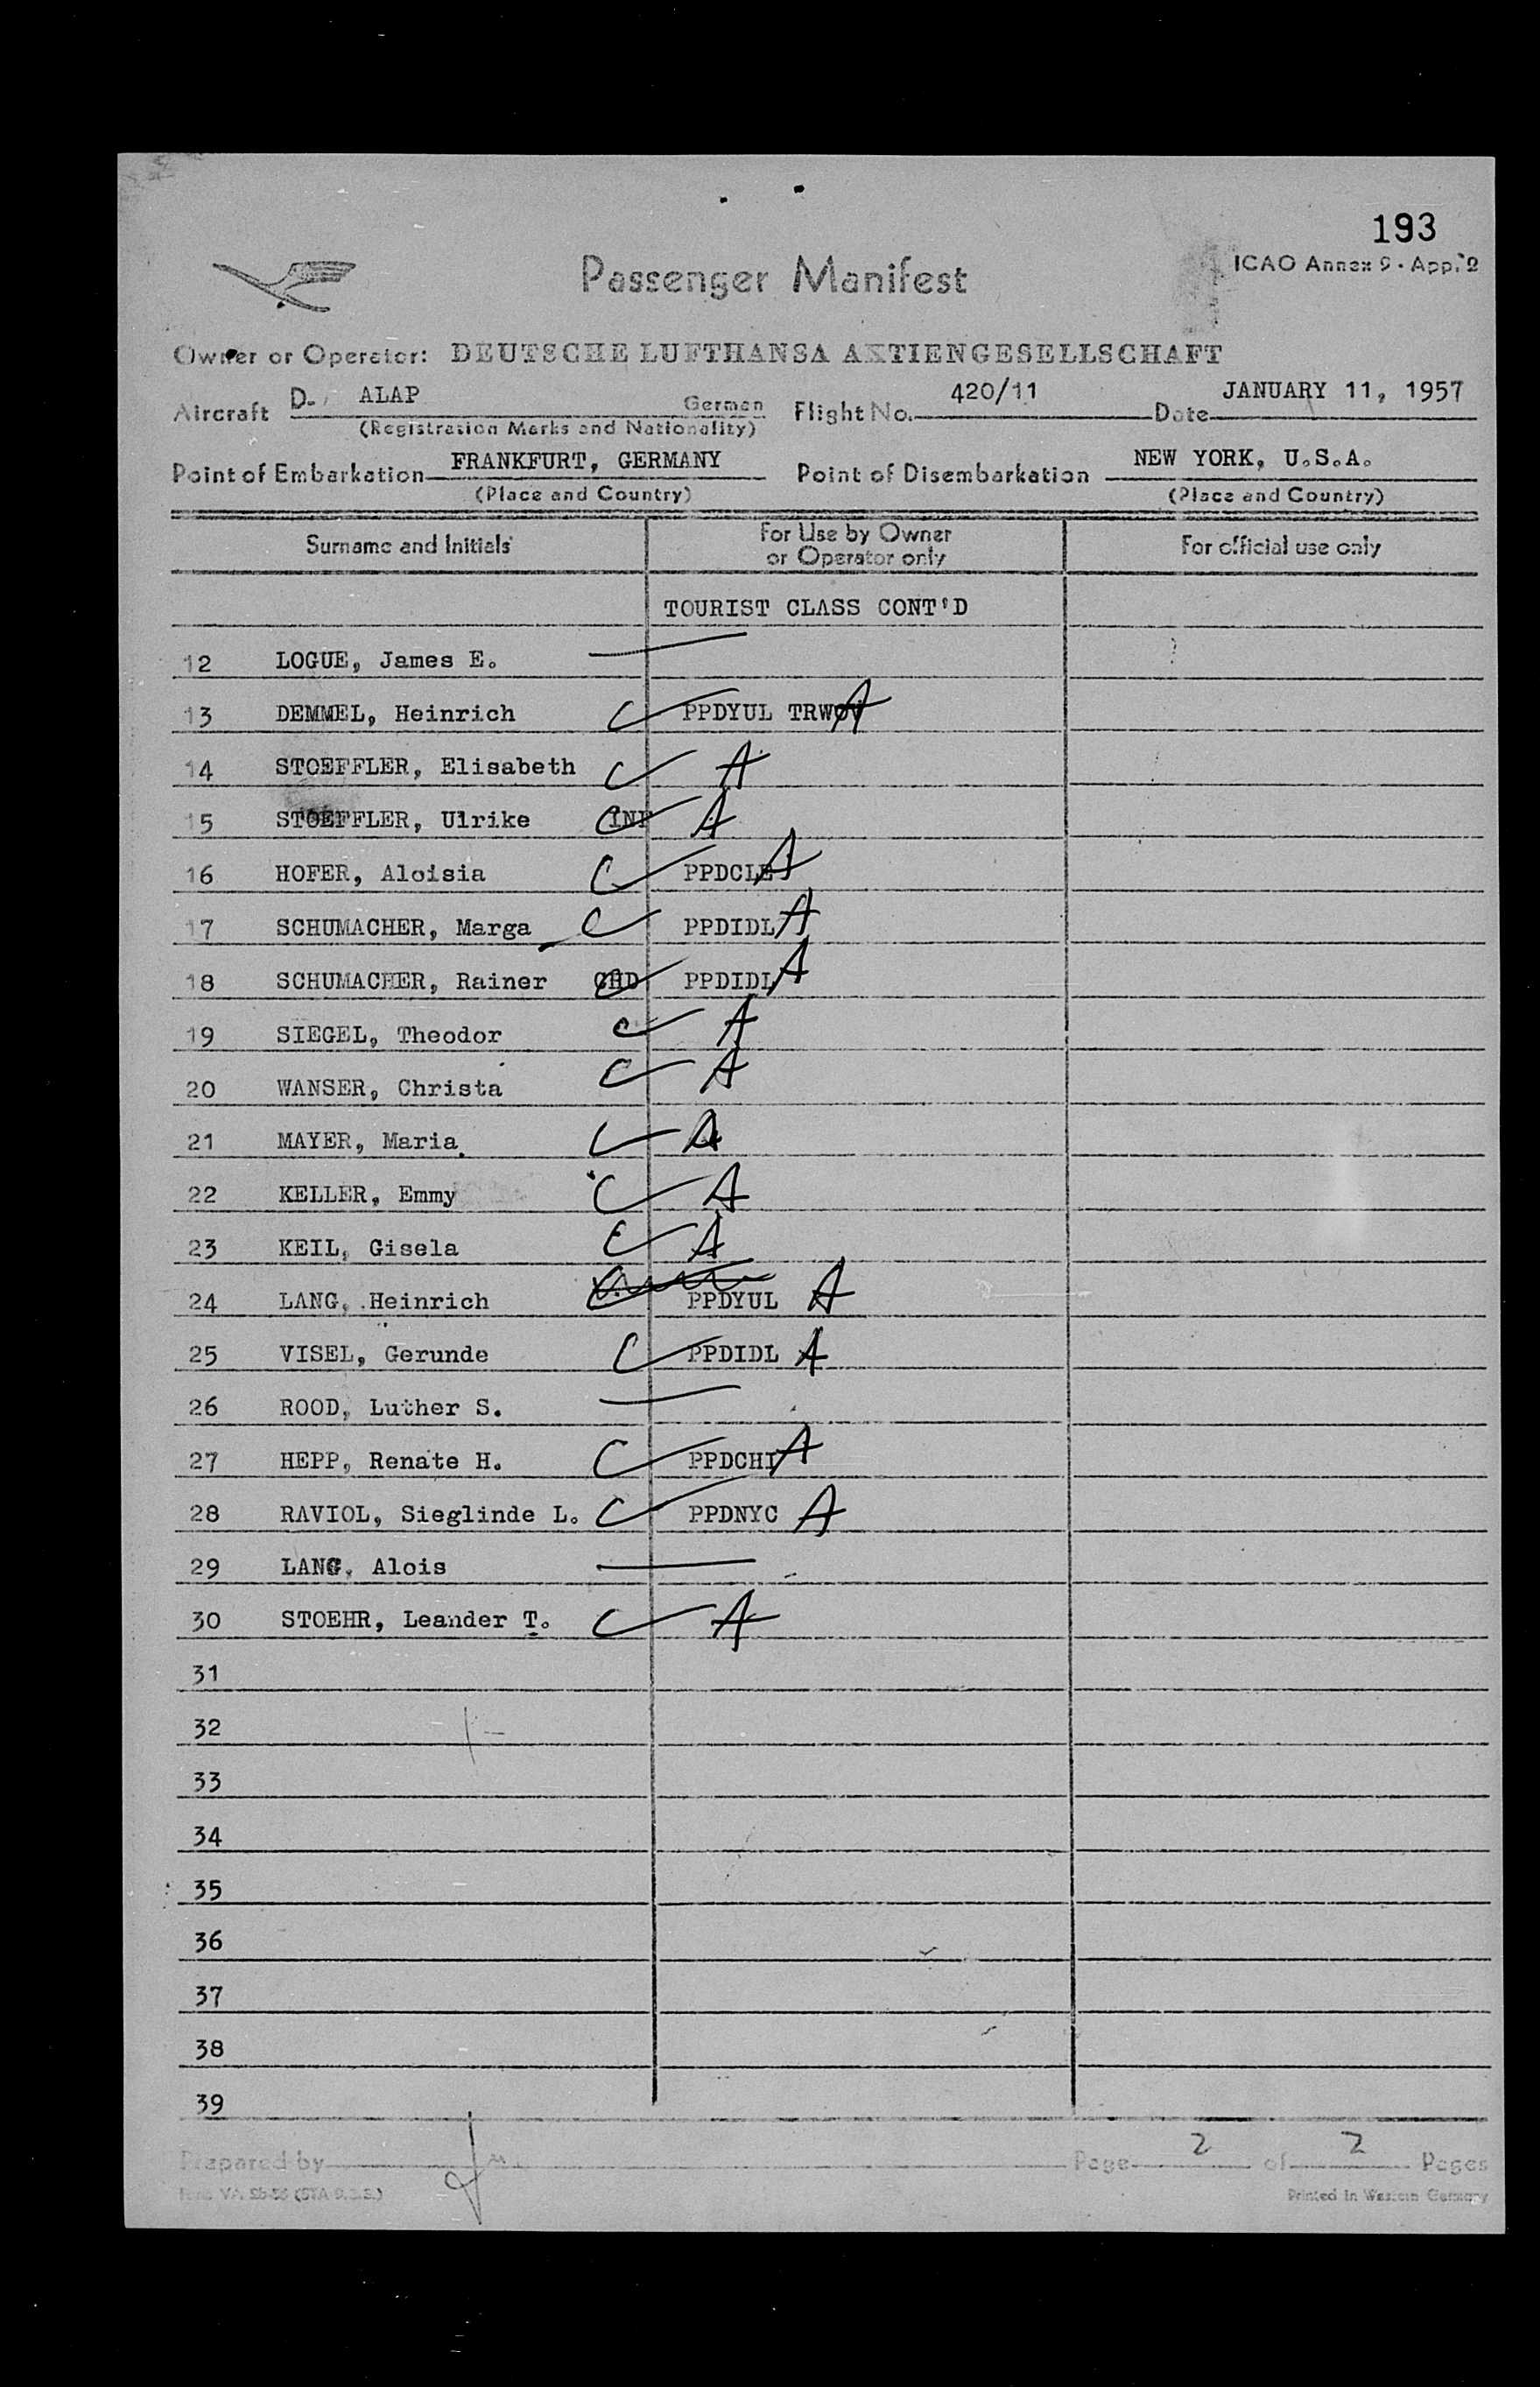 193
ICAO Annex 9 - App. 2
Passenger Manifest
Owner or Operator: DEUTSCHE LUFTHANSA AKTIENGESELLSCHAFT
Aircraft D- ALAP German Flight No. 420/11 Date JANUARY 11, 1957
(Registration Marks and Nationality)
Point of Embarkation FRANKFURT, GERMANY Point of Disembarkation NEW YORK, U.S.A.
(Place and Country) (Place and Country)
Surname and Initials For Use by Owner or Operator only For official use only
TOURIST CLASS CONT'D
12 LOGUE, James E.
13 DEMMEL, Heinrich C PPDYUL A
14 STOEFFLER, Elisabeth C A
15 STOEFFLER, Ulrike INF A
16 HOFER, Aloisia C PPDCLE A
17 SCHUMACHER, Marga C PPDIDL A
18 SCHUMACHER, Rainer CHD PPDIDL A
19 SIEGEL, Theodor C A
20 WANSER, Christa C A
21 MAYER, Maria C A
22 KELLER, Emmy C A
23 KEIL, Gisela C A
24 LANG, Heinrich PPDYUL A
25 VISEL, Gerunde C PPDIDL A
26 ROOD, Luther S.
27 HEPP, Renate H. C PPDCHI A
28 RAVIOL, Sieglinde L. C PPDNYC A
29 LANG, Alois
30 STOEHR, Leander T. C A
31
32
33
34
35
36
37
38
39
Prepared by Page 2 of 2 Pages
Printed in Western Germany